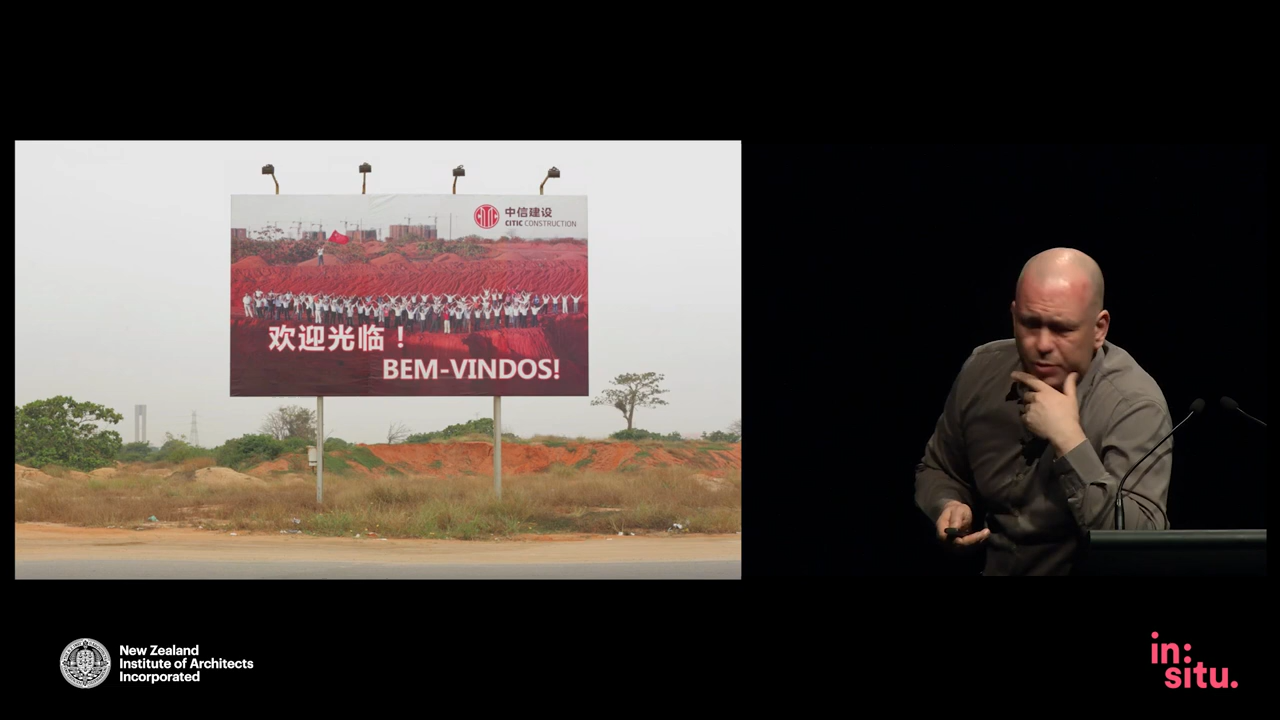 中信建设
CITIC CONSTRUCTION
欢迎光临！
BEM-VINDOS!
New Zealand
Institute of Architects
Incorporated
in:
situ.